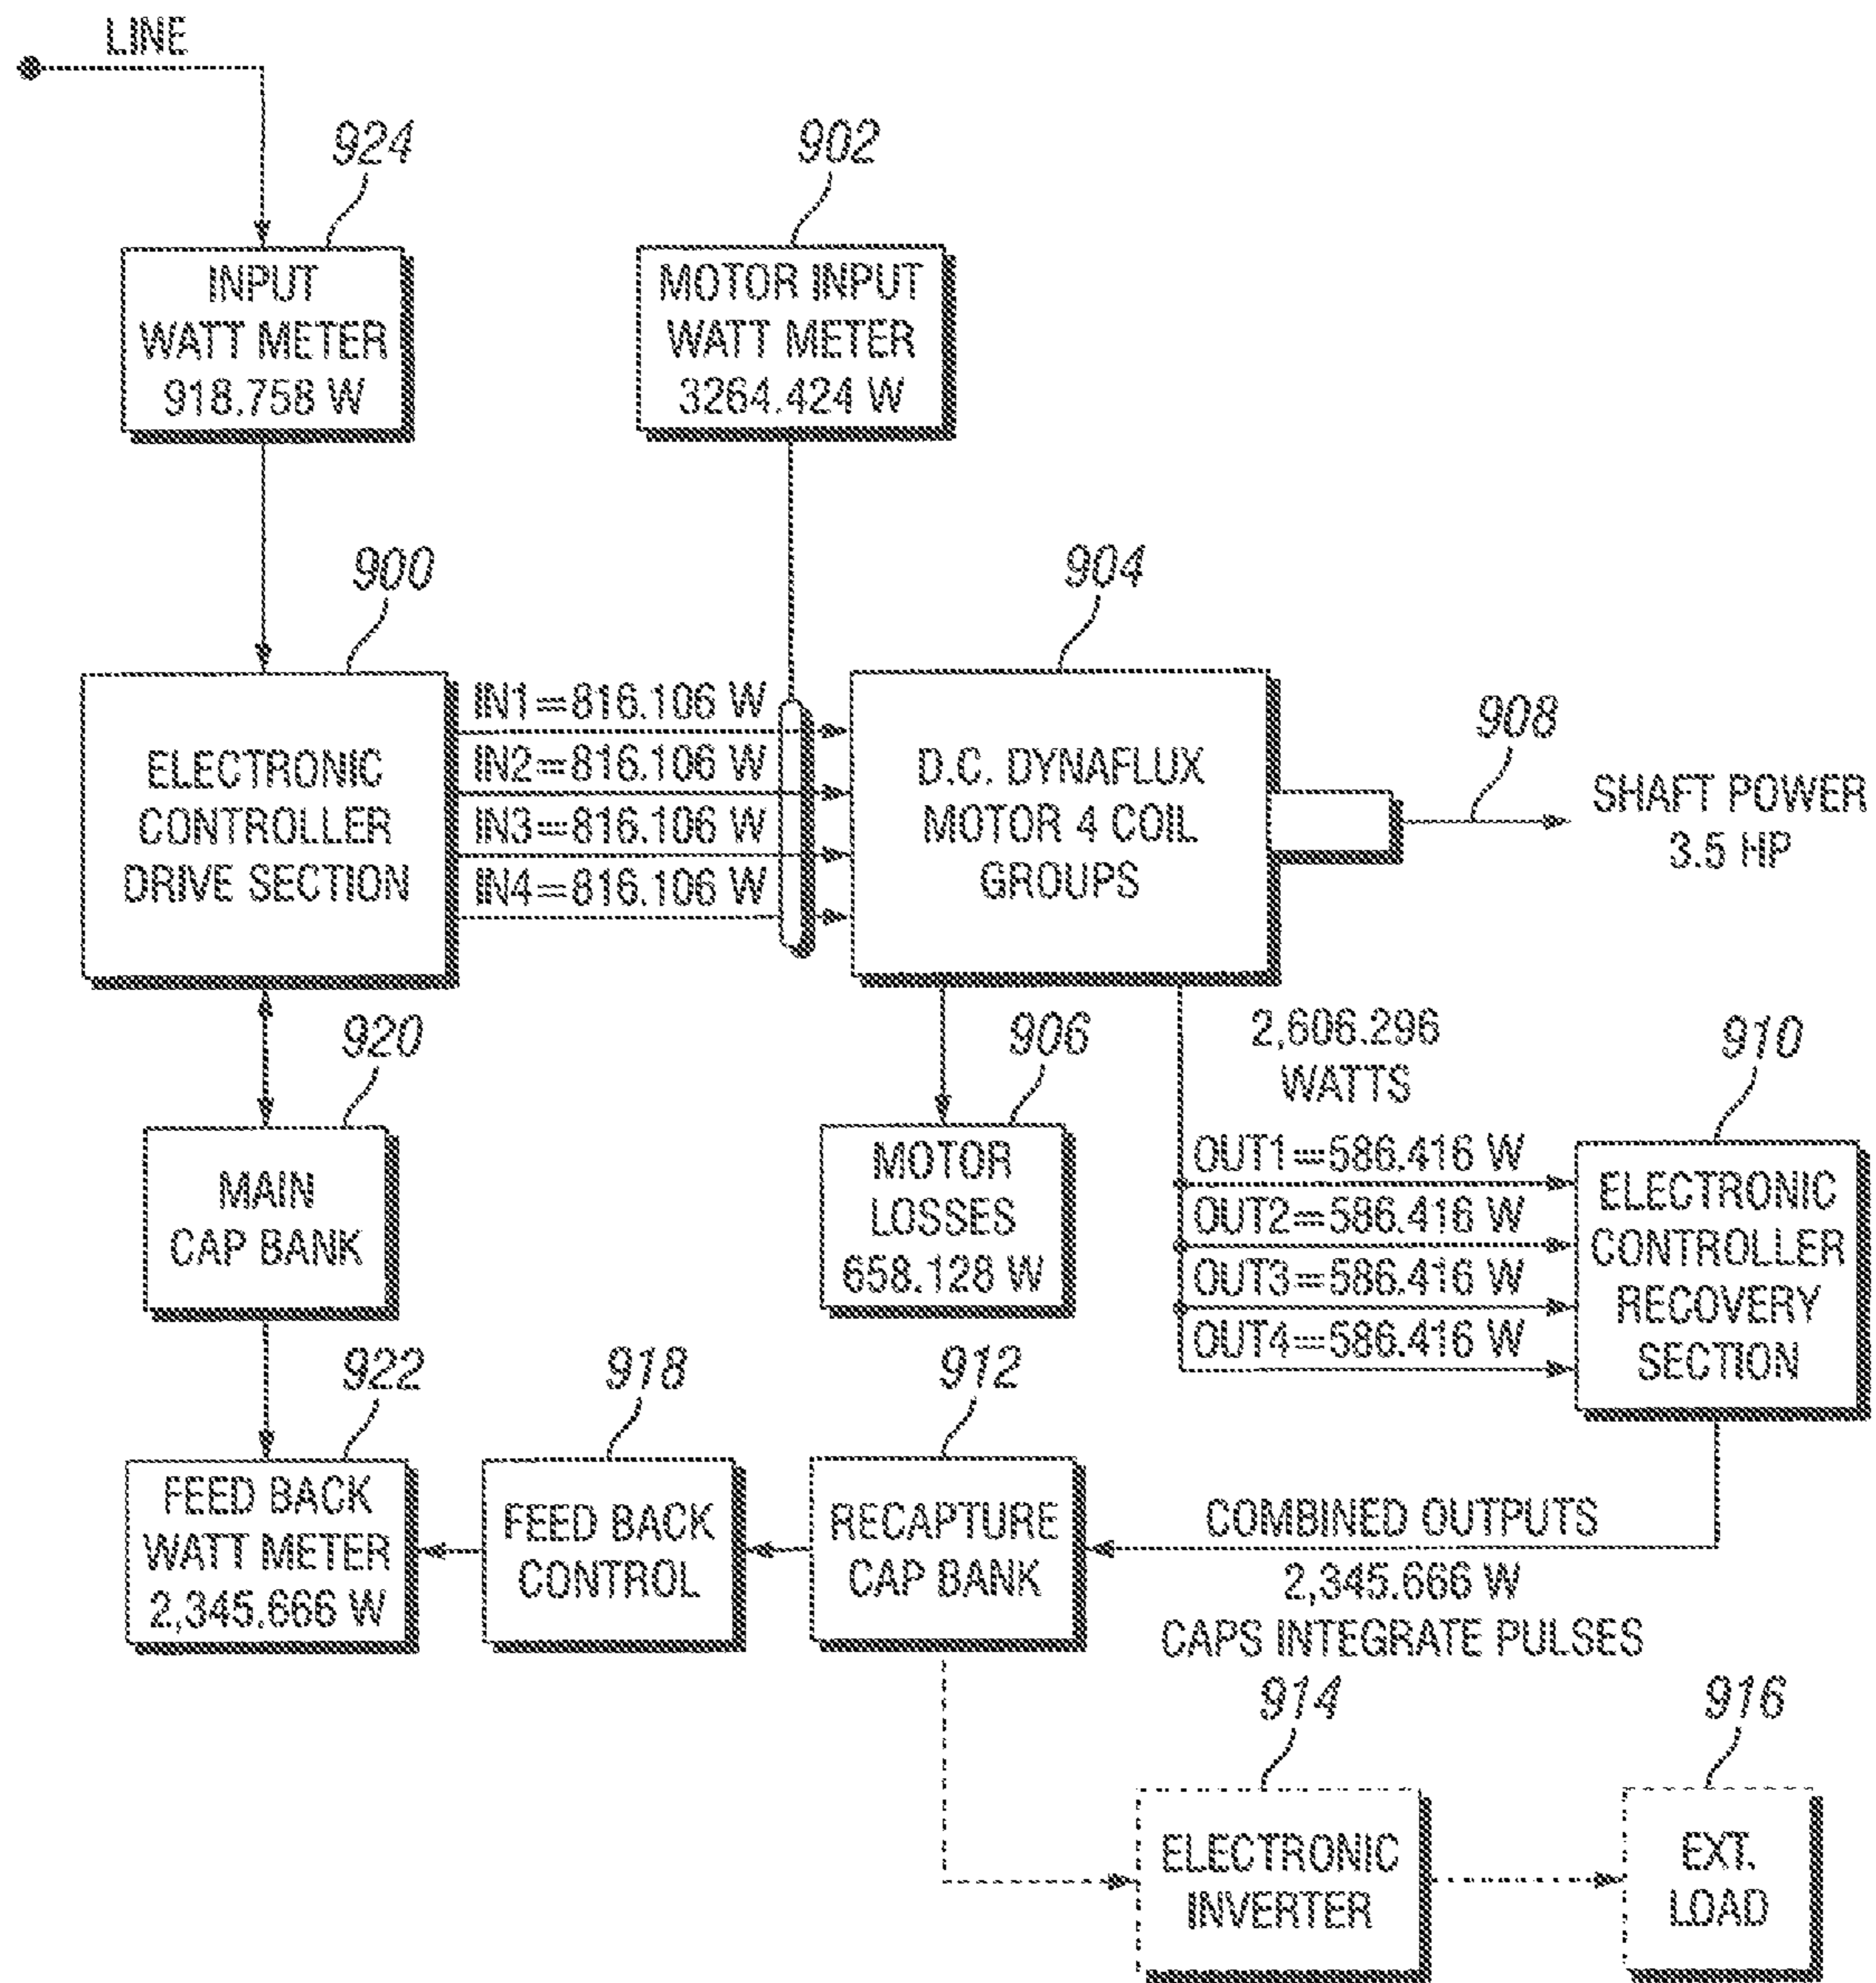 LINE
924
902
INPUT
WATT METER
918.758 W
MOTOR INPUT
WATT METER
3264.424 W
900
904
ELECTRONIC
CONTROLLER
DRIVE SECTION
IN1=816.106 W
IN2=816.106 W
IN3=816.106 W
IN4=816.106 W
D.C. DYNAFLUX
MOTOR 4 COIL
GROUPS
908
SHAFT POWER
3.5 HP
920
906
2,606.296
WATTS
910
MAIN
CAP BANK
MOTOR
LOSSES
658.128 W
OUT1=586.416 W
OUT2=586.416 W
OUT3=586.416 W
OUT4=586.416 W
ELECTRONIC
CONTROLLER
RECOVERY
SECTION
922
918
912
FEED BACK
WATT METER
2,345.666 W
FEED BACK
CONTROL
RECAPTURE
CAP BANK
COMBINED OUTPUTS
2,345.666 W
CAPS INTEGRATE PULSES
914
916
ELECTRONIC
INVERTER
EXT.
LOAD